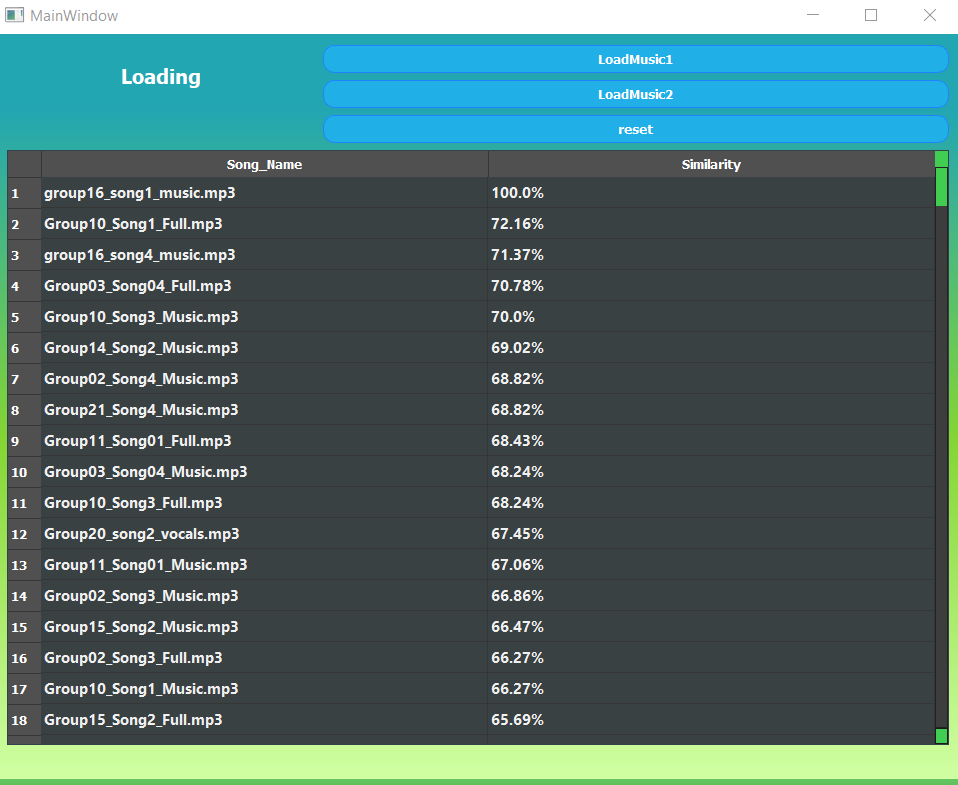 MainWindow
Loading
LoadMusic1
LoadMusic2
reset
Song_Name Similarity
1 group16_song1_music.mp3 100.0%
2 Group10_Song1_Full.mp3 72.16%
3 group16_song4_music.mp3 71.37%
4 Group03_Song04_Full.mp3 70.78%
5 Group10_Song3_Music.mp3 70.0%
6 Group14_Song2_Music.mp3 69.02%
7 Group02_Song4_Music.mp3 68.82%
8 Group21_Song4_Music.mp3 68.82%
9 Group11_Song01_Full.mp3 68.43%
10 Group03_Song04_Music.mp3 68.24%
11 Group10_Song3_Full.mp3 68.24%
12 Group20_song2_vocals.mp3 67.45%
13 Group11_Song01_Music.mp3 67.06%
14 Group02_Song3_Music.mp3 66.86%
15 Group15_Song2_Music.mp3 66.47%
16 Group02_Song3_Full.mp3 66.27%
17 Group10_Song1_Music.mp3 66.27%
18 Group15_Song2_Full.mp3 65.69%